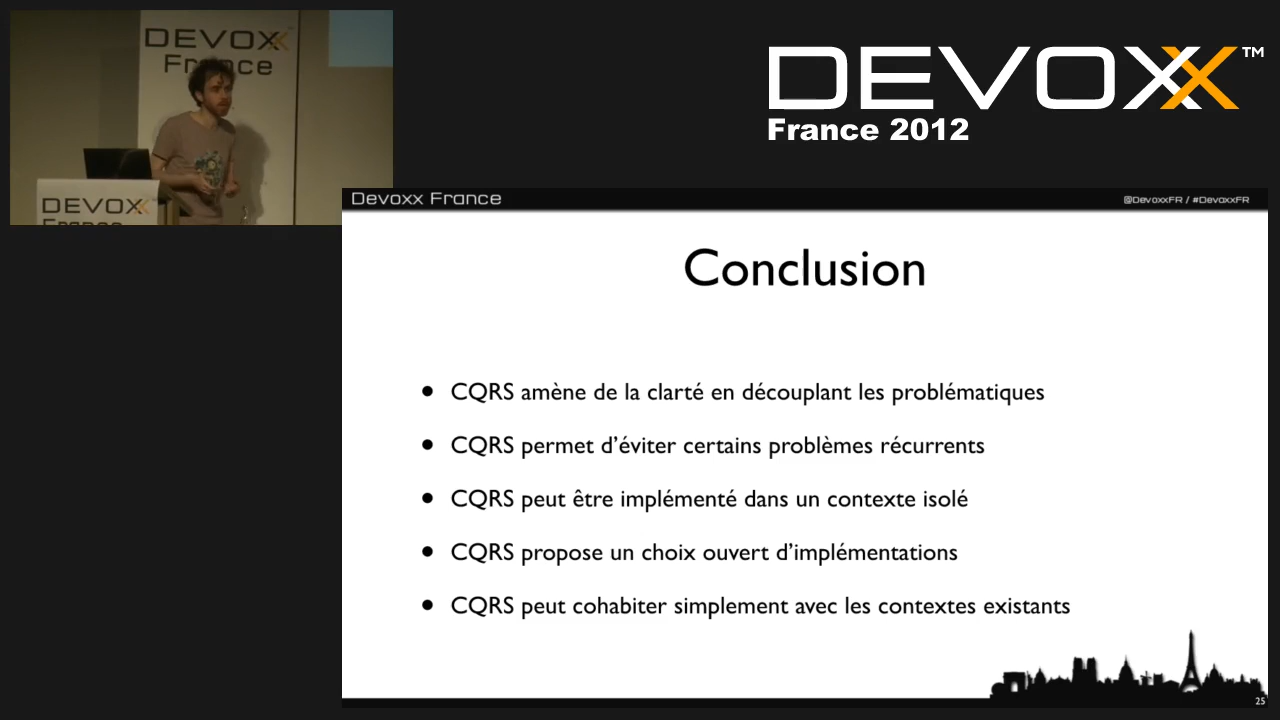 DEVOXX
France
DEVOXX
France
DEVOXX™
France 2012
Devoxx France
@DevoxxFR / #DevoxxFR
Conclusion
• CQRS amène de la clarté en découplant les problématiques
• CQRS permet d’éviter certains problèmes récurrents
• CQRS peut être implémenté dans un contexte isolé
• CQRS propose un choix ouvert d’implémentations
• CQRS peut cohabiter simplement avec les contextes existants
25